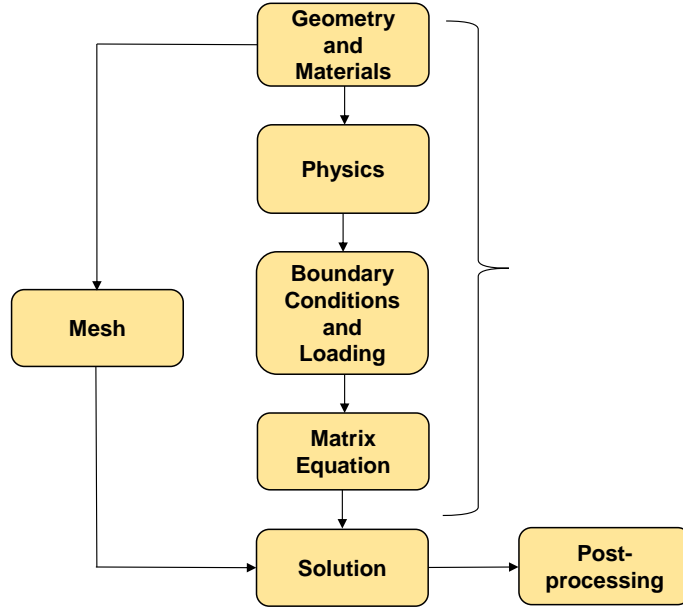 Geometry
and
Materials
Physics
Boundary
Conditions
and
Loading
Mesh
Matrix
Equation
Solution
Post-
processing